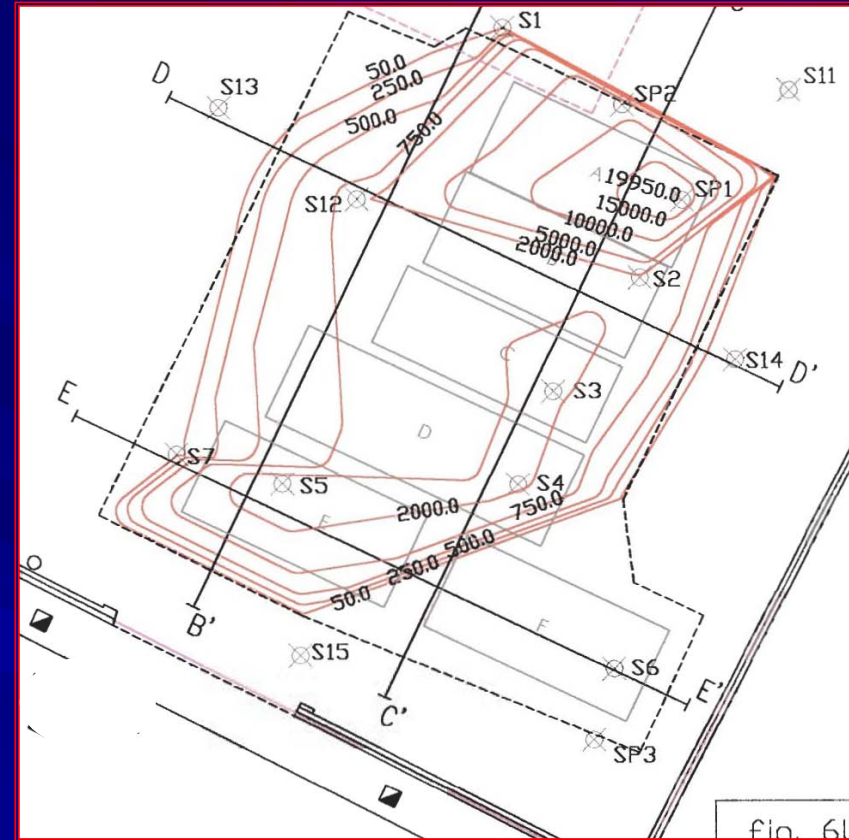 S1
50.0
D
250.0
S13
S11
500.0
SP2
750.0
A
19950.0
SP1
S12
15000.0
10000.0
5000.0
2000.0
S2
S14
C
D'
E
S3
D
S7
S5
S4
2000.0
750.0
E
500.0
250.0
50.0
F
B'
S15
S6
E'
C'
SP3
fig. 6